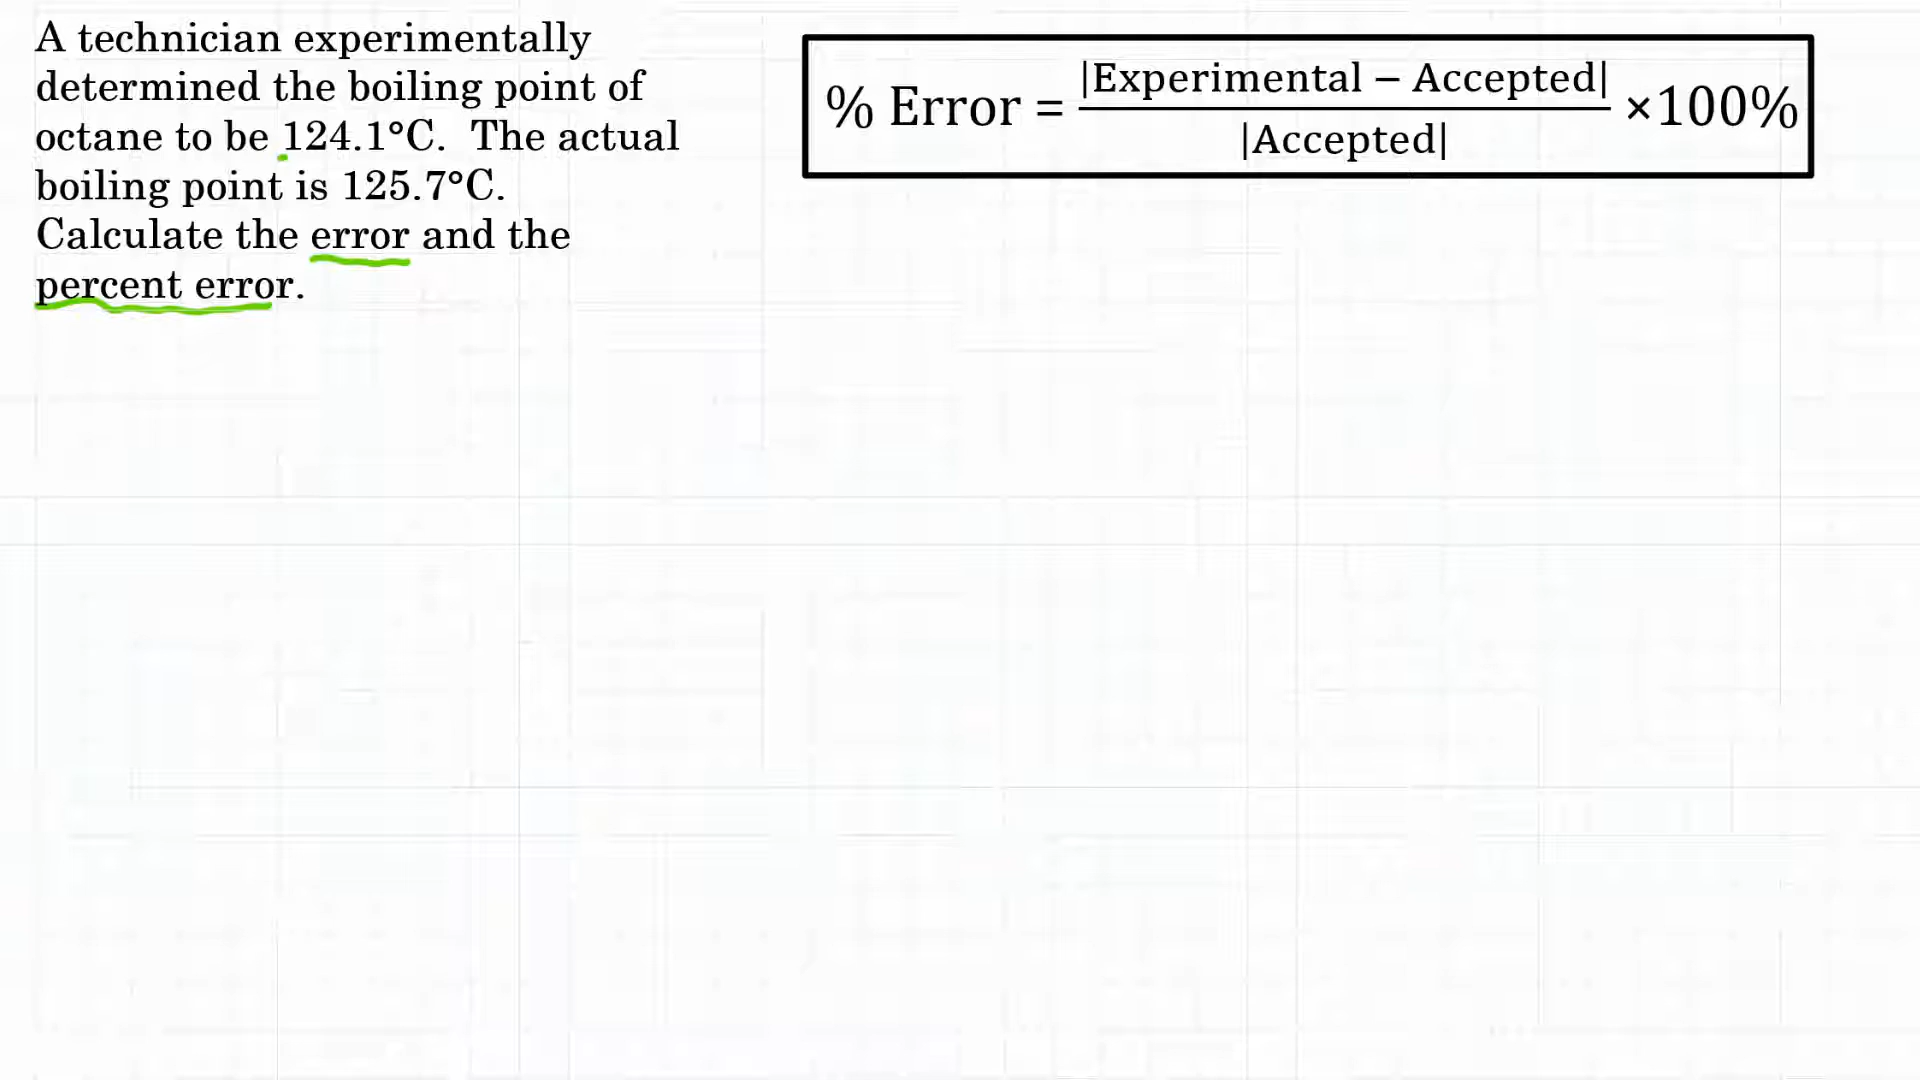 A technician experimentally
determined the boiling point of
octane to be 124.1°C. The actual
boiling point is 125.7°C.
Calculate the error and the
percent error.
% Error = |Experimental − Accepted| / |Accepted| ×100%